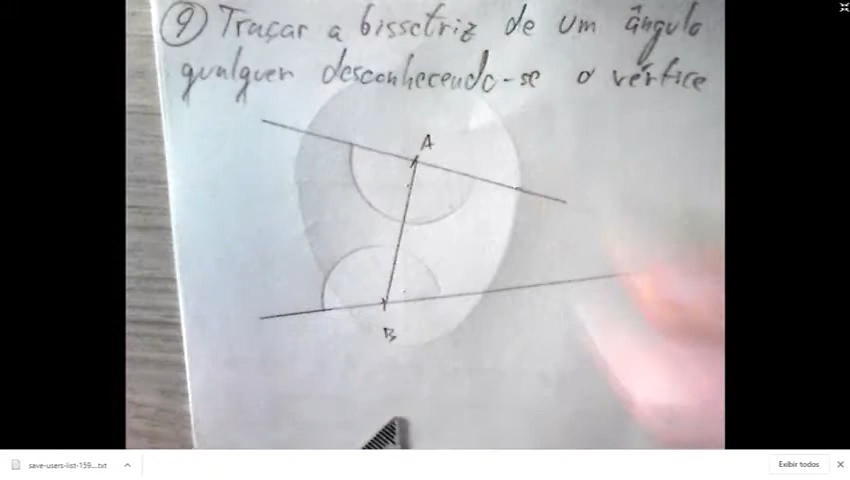 ⑨ Traçar a bissetriz de um ângulo
qualquer desconhecendo-se o vértice
A
B
save-users-list-159....txt
Exibir todos